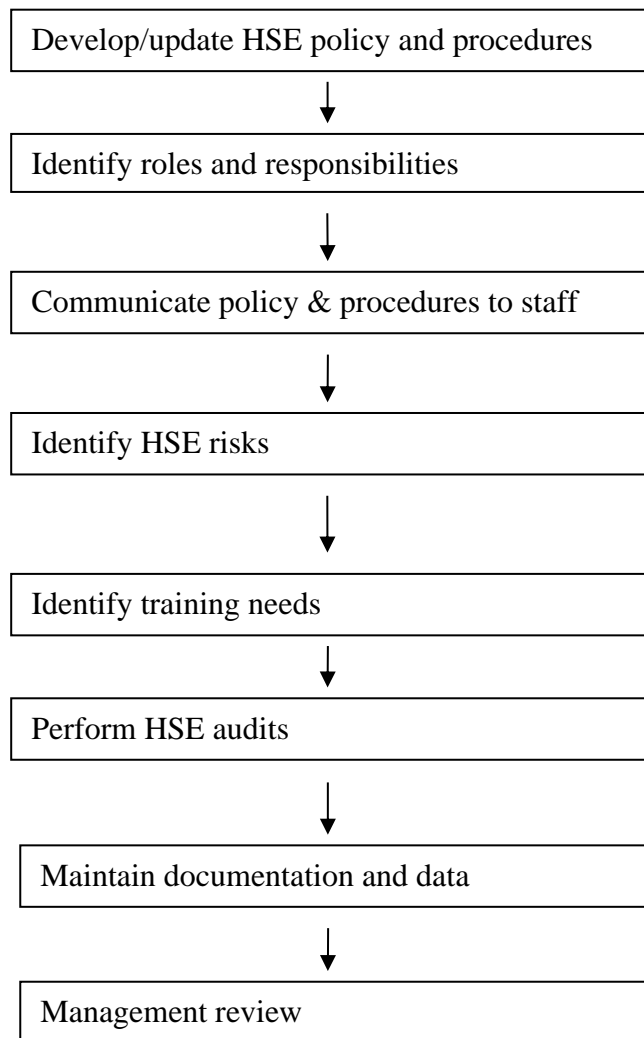 Develop/update HSE policy and procedures
Identify roles and responsibilities
Communicate policy & procedures to staff
Identify HSE risks
Identify training needs
Perform HSE audits
Maintain documentation and data
Management review